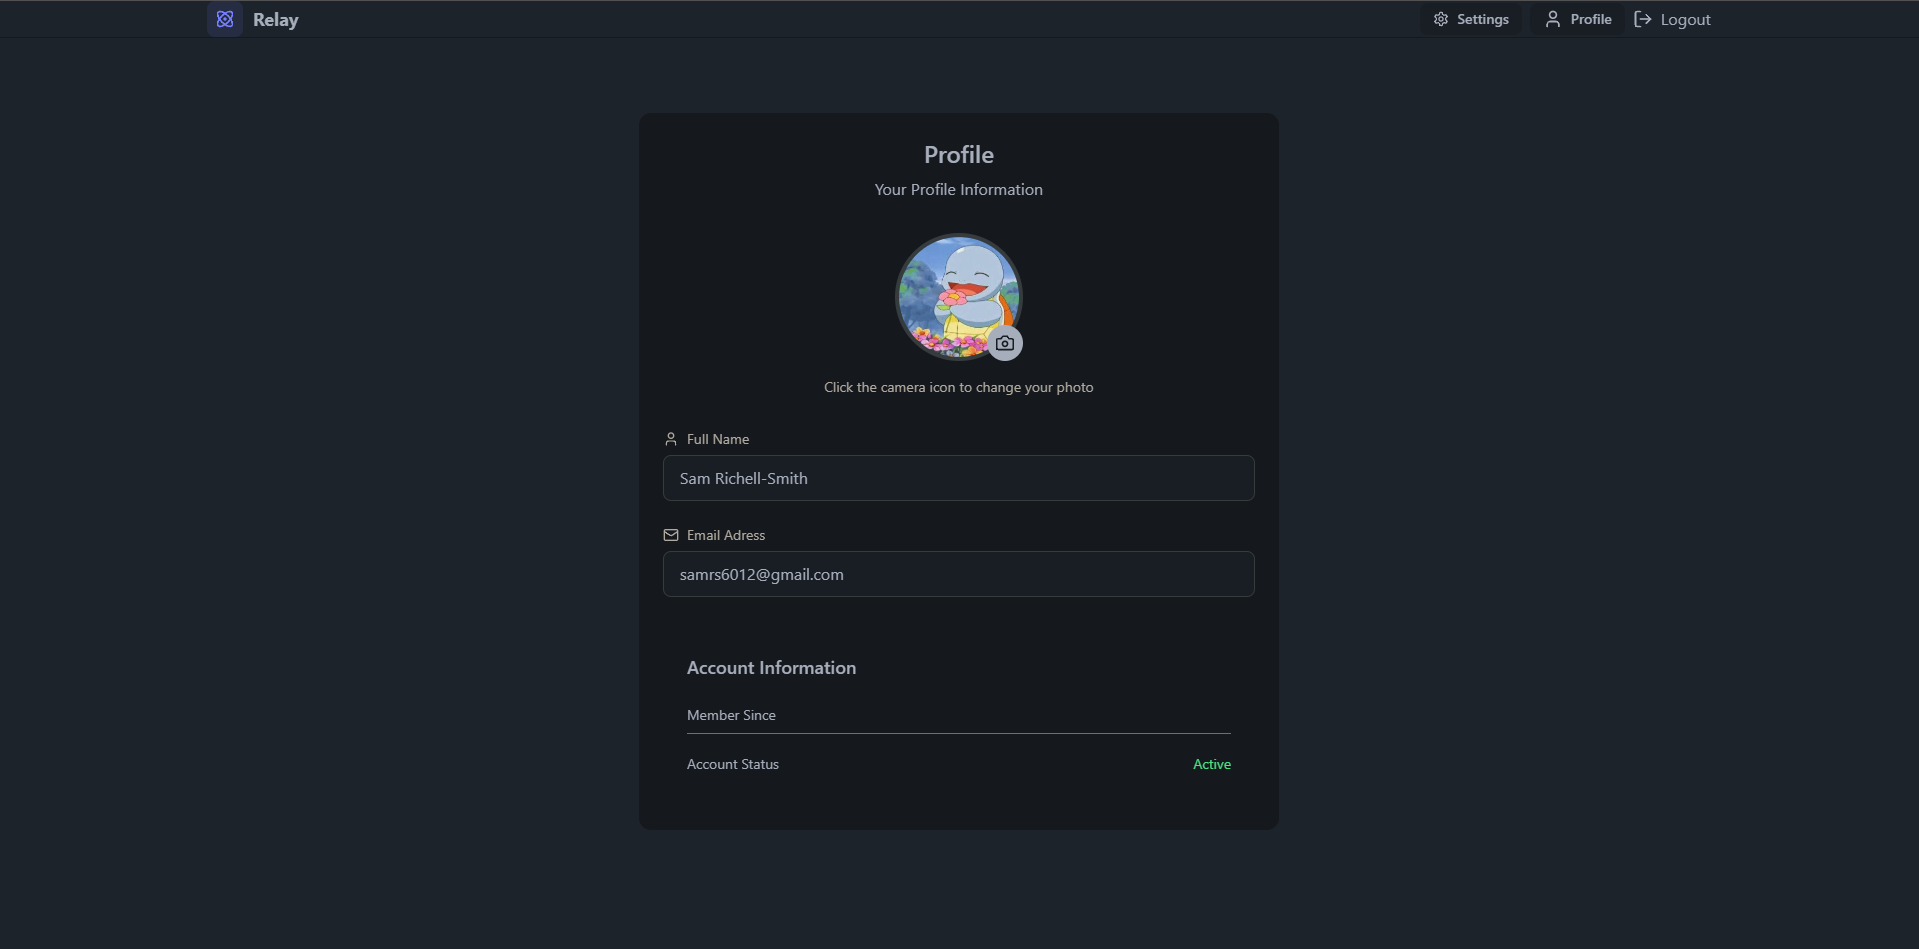 Relay
Settings
Profile
Logout
Profile
Your Profile Information
Click the camera icon to change your photo
Full Name
Sam Richell-Smith
Email Adress
samrs6012@gmail.com
Account Information
Member Since
Account Status
Active